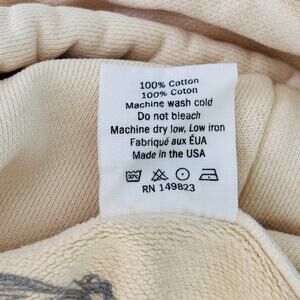 100% Cotton
100% Coton
Machine wash cold
Do not bleach
Machine dry low, Low iron
Fabriqué aux ÉUA
Made in the USA
RN 149823